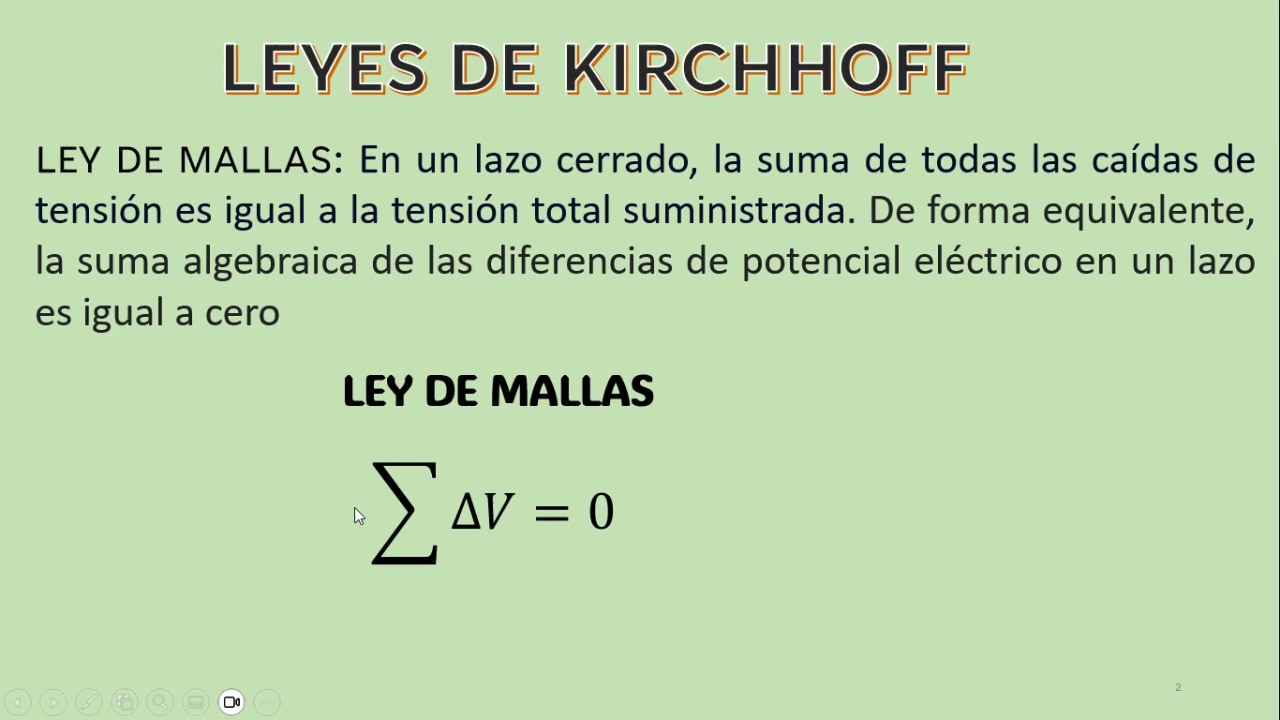 LEYES DE KIRCHHOFF
LEY DE MALLAS: En un lazo cerrado, la suma de todas las caídas de
tensión es igual a la tensión total suministrada. De forma equivalente,
la suma algebraica de las diferencias de potencial eléctrico en un lazo
es igual a cero
LEY DE MALLAS
∑ ΔV = 0
2